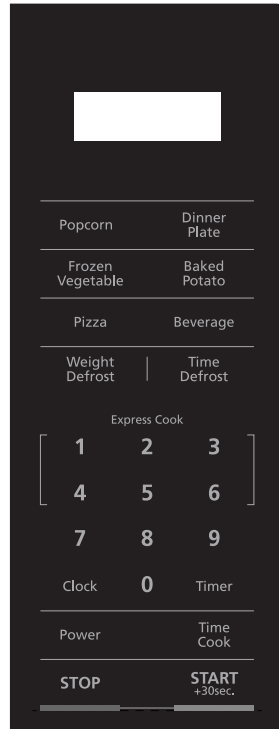 Popcorn
Dinner
Plate
Frozen
Vegetable
Baked
Potato
Pizza
Beverage
Weight
Defrost
Time
Defrost
Express Cook
1 2 3
4 5 6
7 8 9
Clock 0 Timer
Power
Time
Cook
STOP
START
+30sec.